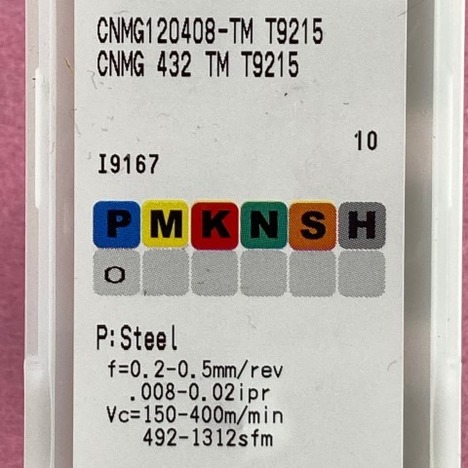 CNMG120408-TM T9215
CNMG 432 TM T9215
10
I9167
P M K N S H
O
P:Steel
f=0.2-0.5mm/rev
.008-0.02ipr
Vc=150-400m/min
492-1312sfm